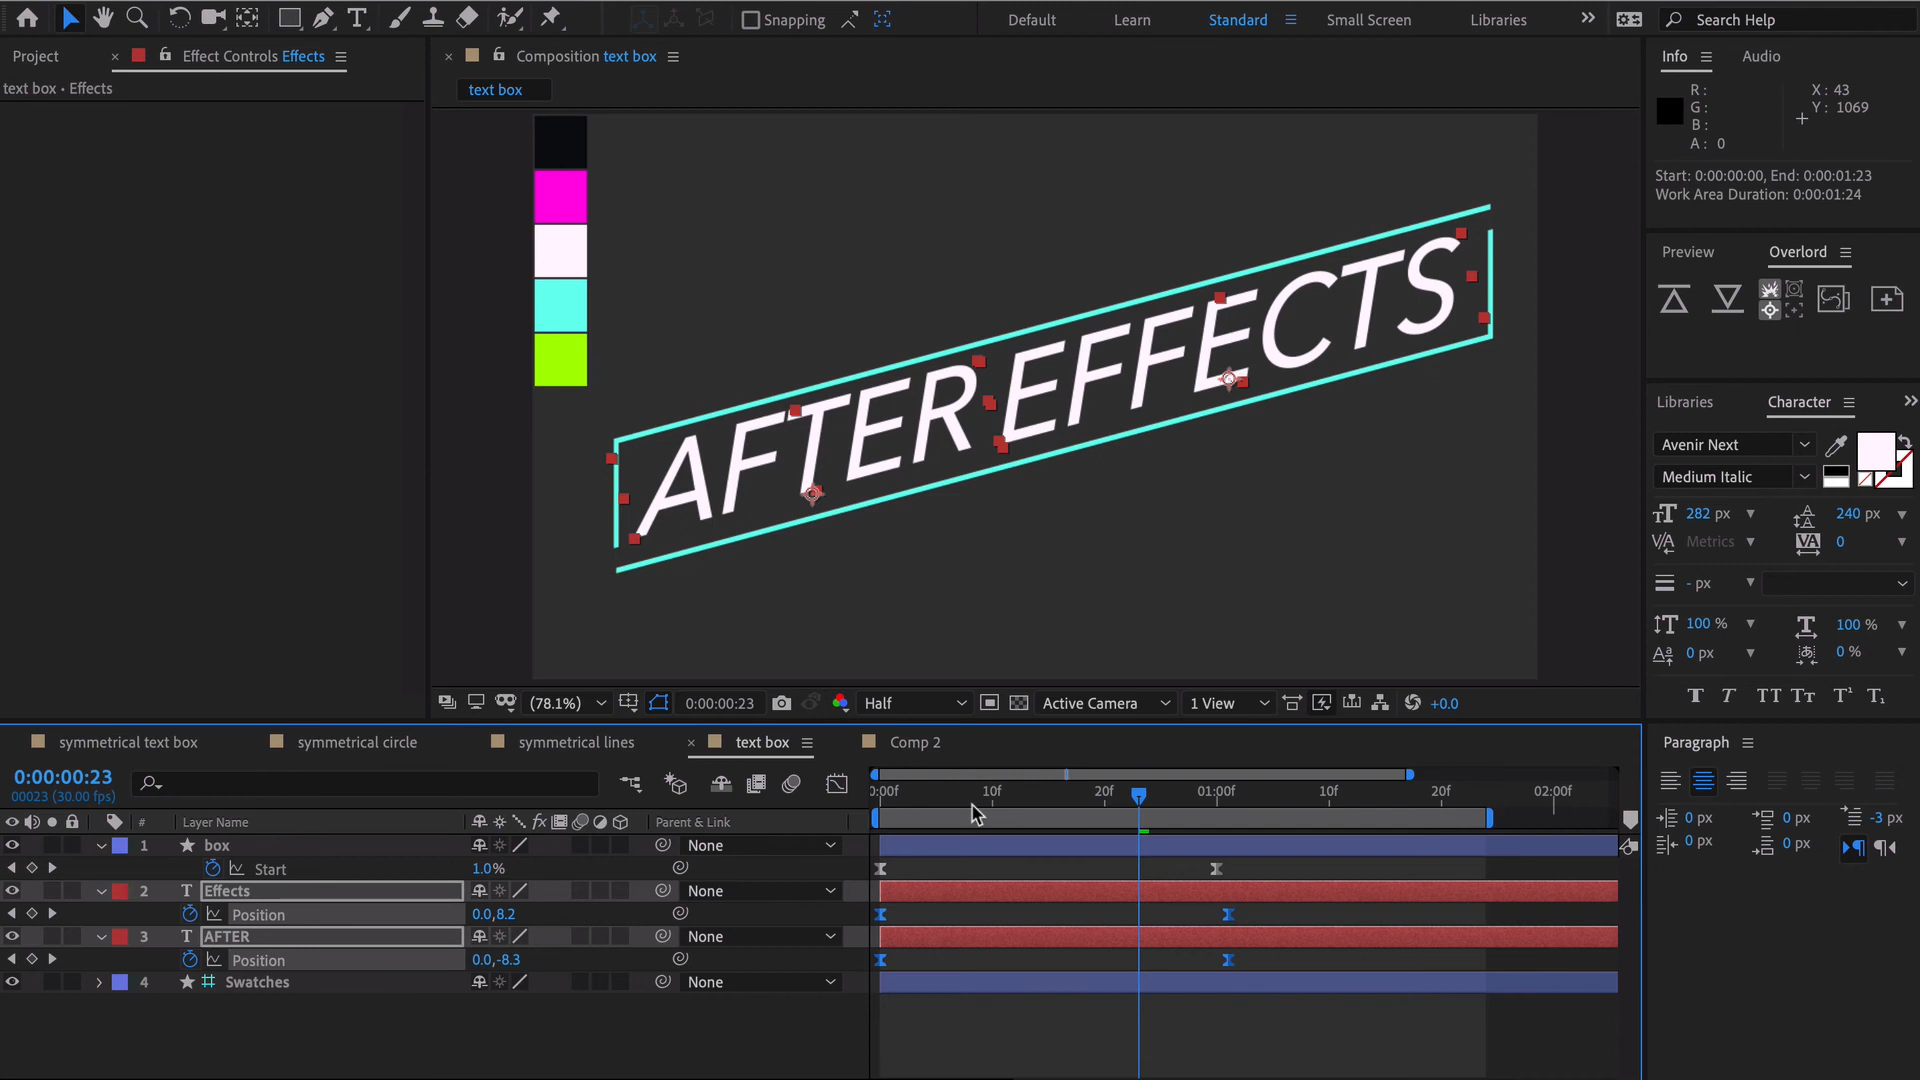 Snapping
Default
Learn
Standard
Small Screen
Libraries
Search Help
Project
Effect Controls Effects
Composition text box
Info
Audio
text box • Effects
text box
R :
G :
B :
A : 0
X : 43
Y : 1069
Start: 0:00:00:00, End: 0:00:01:23
Work Area Duration: 0:00:01:24
Preview
Overlord
AFTER EFFECTS
Libraries
Character
Avenir Next
Medium Italic
282 px
240 px
Metrics
0
- px
100 %
100 %
0 px
0 %
T T TT Tт T¹ T₁
(78.1%)
0:00:00:23
Half
Active Camera
1 View
+0.0
symmetrical text box
symmetrical circle
symmetrical lines
text box
Comp 2
Paragraph
0:00:00:23
00023 (30.00 fps)
0:00f
10f
20f
01:00f
10f
20f
02:00f
0 px
0 px
-3 px
0 px
0 px
#
Layer Name
fx
Parent & Link
1
box
None
Start
1.0%
2
T
Effects
None
Position
0.0,8.2
3
T
AFTER
None
Position
0.0,-8.3
4
Swatches
None